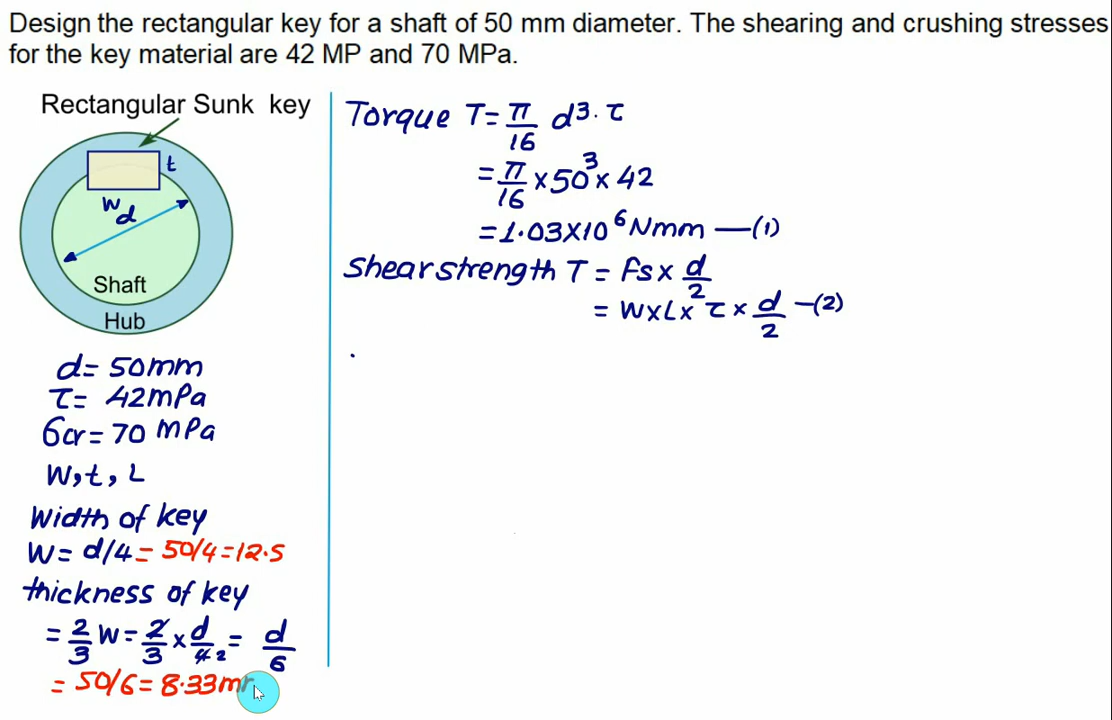 Design the rectangular key for a shaft of 50 mm diameter. The shearing and crushing stresses
for the key material are 42 MP and 70 MPa.
Rectangular Sunk key
t
W
d
Shaft
Hub
d= 50mm
τ= 42mPa
6cr= 70 mPa
W,t, L
Width of key
W= d/4= 50/4=12.5
thickness of key
= 2/3 W= 2/3 × d/4 2 = d/6
= 50/6= 8.33m
Torque T= π/16 d³. τ
= π/16 ×50³× 42
= 1.03×10⁶ Nmm —(1)
Shear strength T = Fs× d/2
= W×L× τ × d/2 —(2)